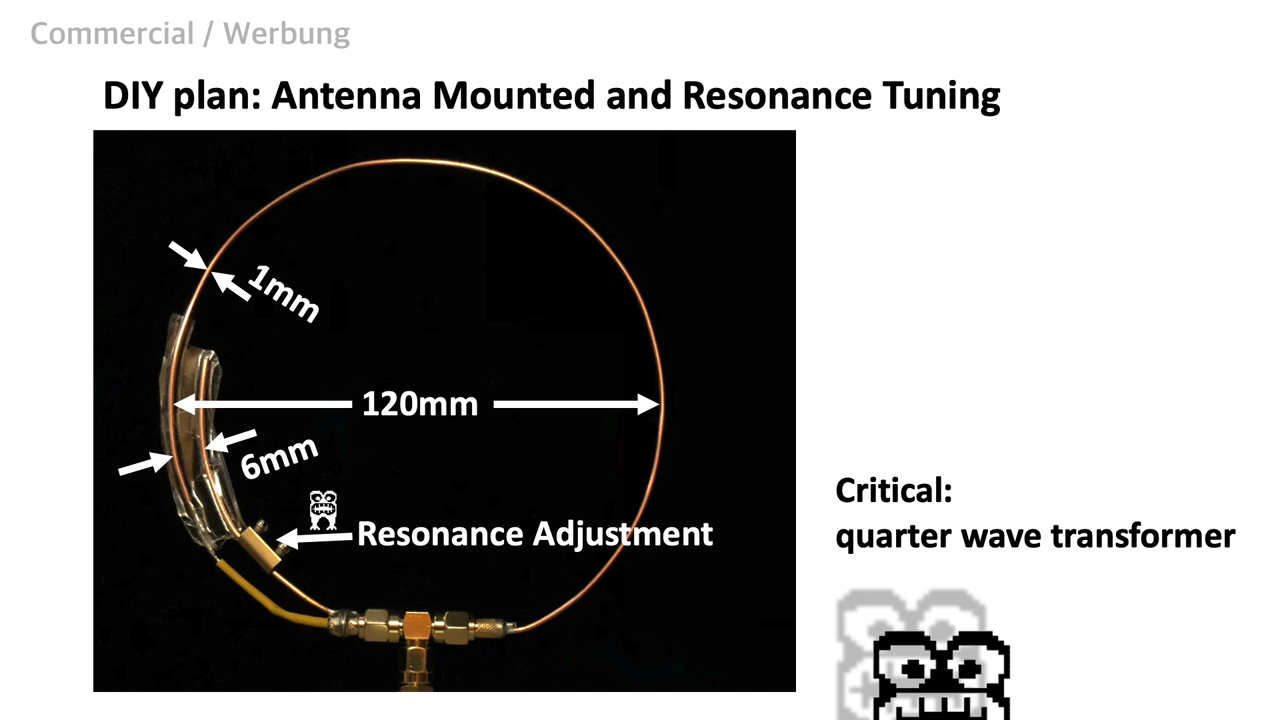 Commercial / Werbung
DIY plan: Antenna Mounted and Resonance Tuning
1mm
120mm
6mm
Resonance Adjustment
Critical:
quarter wave transformer